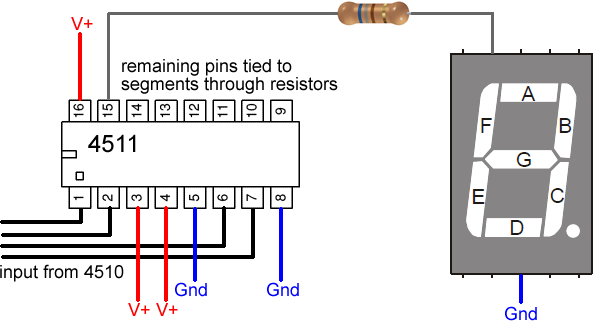 V+
remaining pins tied to
segments through resistors
16 15 14 13 12 11 10 9
4511
1 2 3 4 5 6 7 8
input from 4510
V+ V+
Gnd
Gnd
A
F
B
G
E
C
D
Gnd